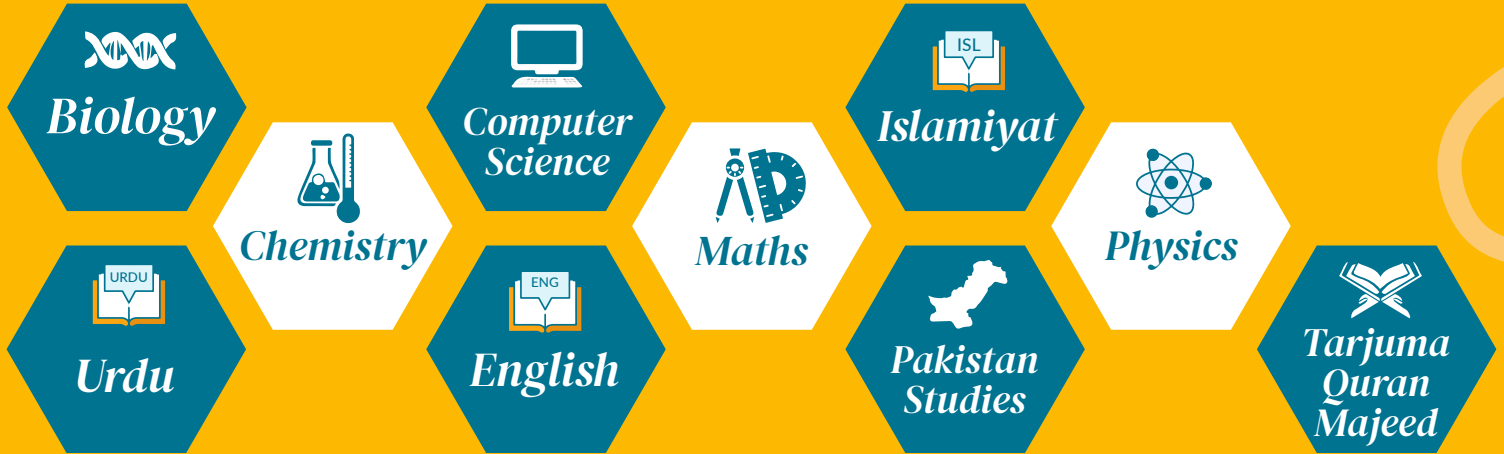 Biology
Computer
Science
ISL
Islamiyat
Chemistry
Maths
Physics
URDU
Urdu
ENG
English
Pakistan
Studies
Tarjuma
Quran
Majeed